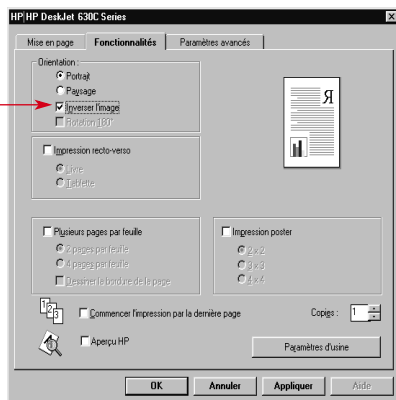 HP HP DeskJet 630C Series
Mise en page Fonctionnalités Paramètres avancés
Orientation :
Portrait
Paysage
Inverser l'image
Rotation 180°
Я
Impression recto-verso
Livre
Tablette
Plusieurs pages par feuille
2 pages par feuille
4 pages par feuille
Dessiner la bordure de la page
Impression poster
2 x 2
3 x 3
4 x 4
1 2 3
Commencer l'impression par la dernière page
Copies : 1
Aperçu HP
Paramètres d'usine
OK Annuler Appliquer Aide